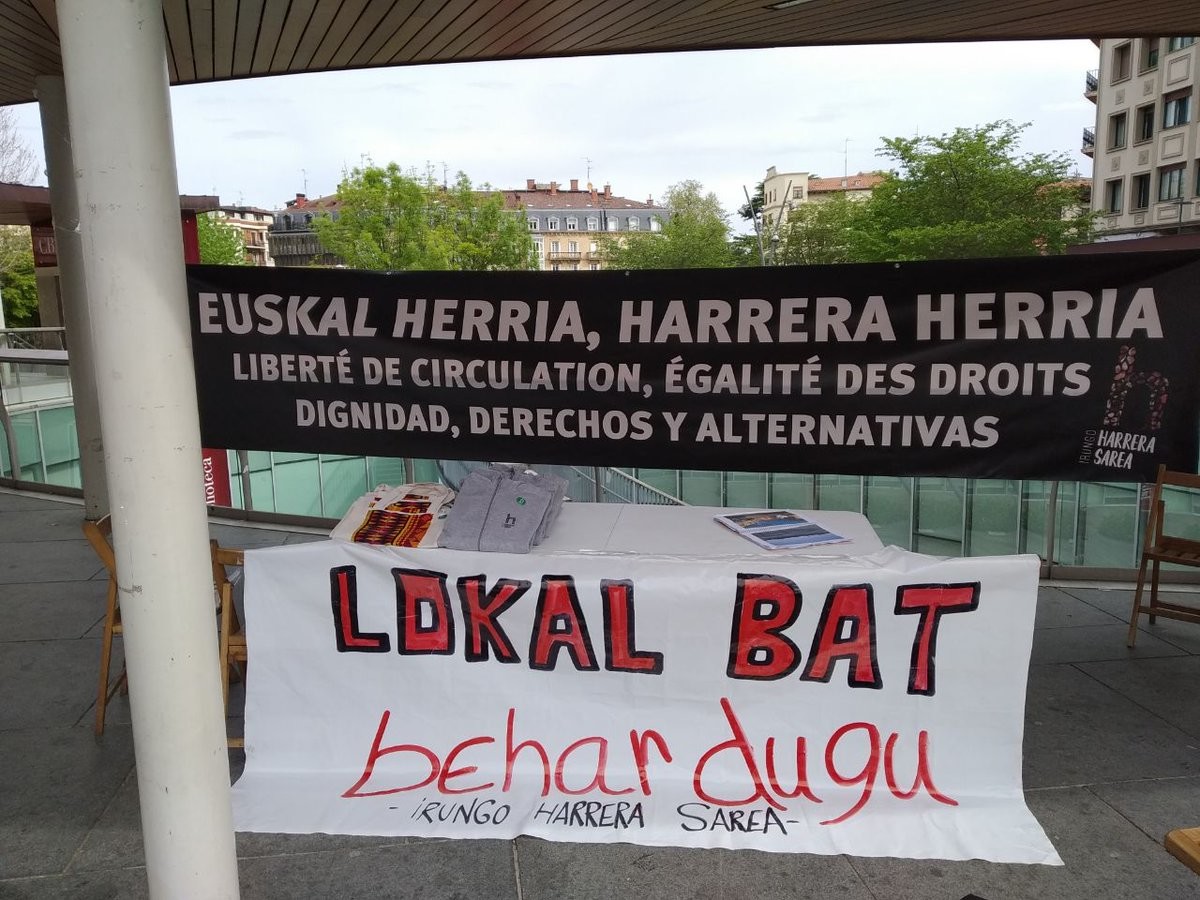 EUSKAL HERRIA, HARRERA HERRIA
LIBERTÉ DE CIRCULATION, ÉGALITÉ DES DROITS
DIGNIDAD, DERECHOS Y ALTERNATIVAS
IRUNGO
HARRERA
SAREA
LOKAL BAT
behar dugu
- iRUNGO HARRERA SAREA-